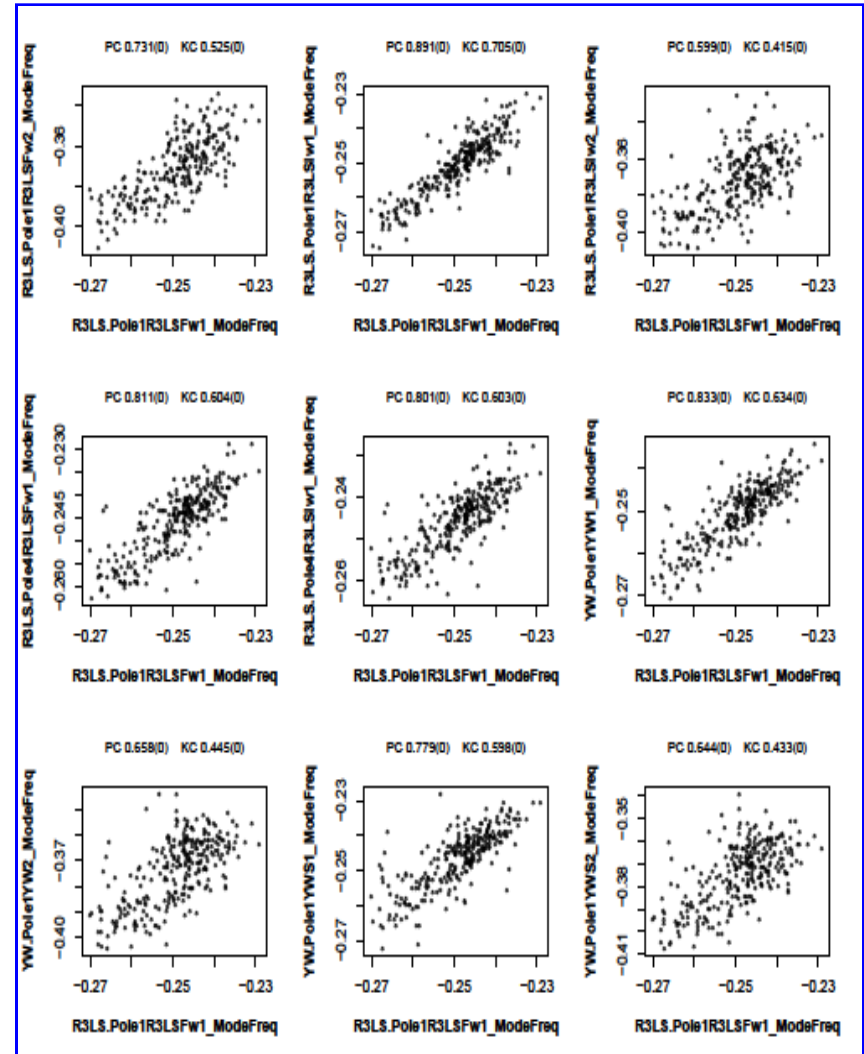 PC 0.731(0) KC 0.525(0)
R3LS.Pole1R3LSFw2_ModeFreq
-0.36
-0.40
-0.27 -0.25 -0.23
R3LS.Pole1R3LSFw1_ModeFreq
PC 0.891(0) KC 0.705(0)
R3LS.Pole1R3LSIw1_ModeFreq
-0.23
-0.25
-0.27
-0.27 -0.25 -0.23
R3LS.Pole1R3LSFw1_ModeFreq
PC 0.599(0) KC 0.415(0)
R3LS.Pole1R3LSIw2_ModeFreq
-0.36
-0.40
-0.27 -0.25 -0.23
R3LS.Pole1R3LSFw1_ModeFreq
PC 0.811(0) KC 0.604(0)
R3LS.Pole4R3LSFw1_ModeFreq
-0.230
-0.245
-0.260
-0.27 -0.25 -0.23
R3LS.Pole1R3LSFw1_ModeFreq
PC 0.801(0) KC 0.603(0)
R3LS.Pole4R3LSIw1_ModeFreq
-0.24
-0.26
-0.27 -0.25 -0.23
R3LS.Pole1R3LSFw1_ModeFreq
PC 0.833(0) KC 0.634(0)
YW.Pole1YW1_ModeFreq
-0.25
-0.27
-0.27 -0.25 -0.23
R3LS.Pole1R3LSFw1_ModeFreq
PC 0.658(0) KC 0.445(0)
YW.Pole1YW2_ModeFreq
-0.37
-0.40
-0.27 -0.25 -0.23
R3LS.Pole1R3LSFw1_ModeFreq
PC 0.779(0) KC 0.598(0)
YW.Pole1YWS1_ModeFreq
-0.23
-0.25
-0.27
-0.27 -0.25 -0.23
R3LS.Pole1R3LSFw1_ModeFreq
PC 0.644(0) KC 0.433(0)
YW.Pole1YWS2_ModeFreq
-0.35
-0.38
-0.41
-0.27 -0.25 -0.23
R3LS.Pole1R3LSFw1_ModeFreq